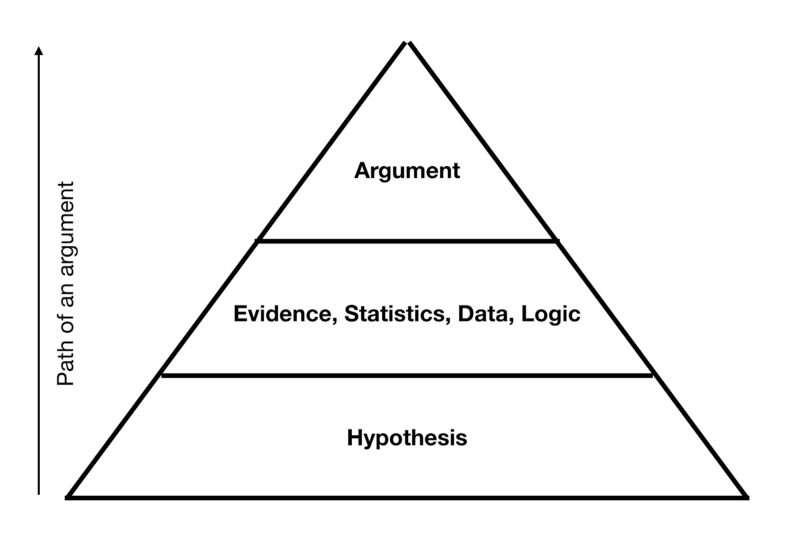 Argument
Path of an argument
Evidence, Statistics, Data, Logic
Hypothesis